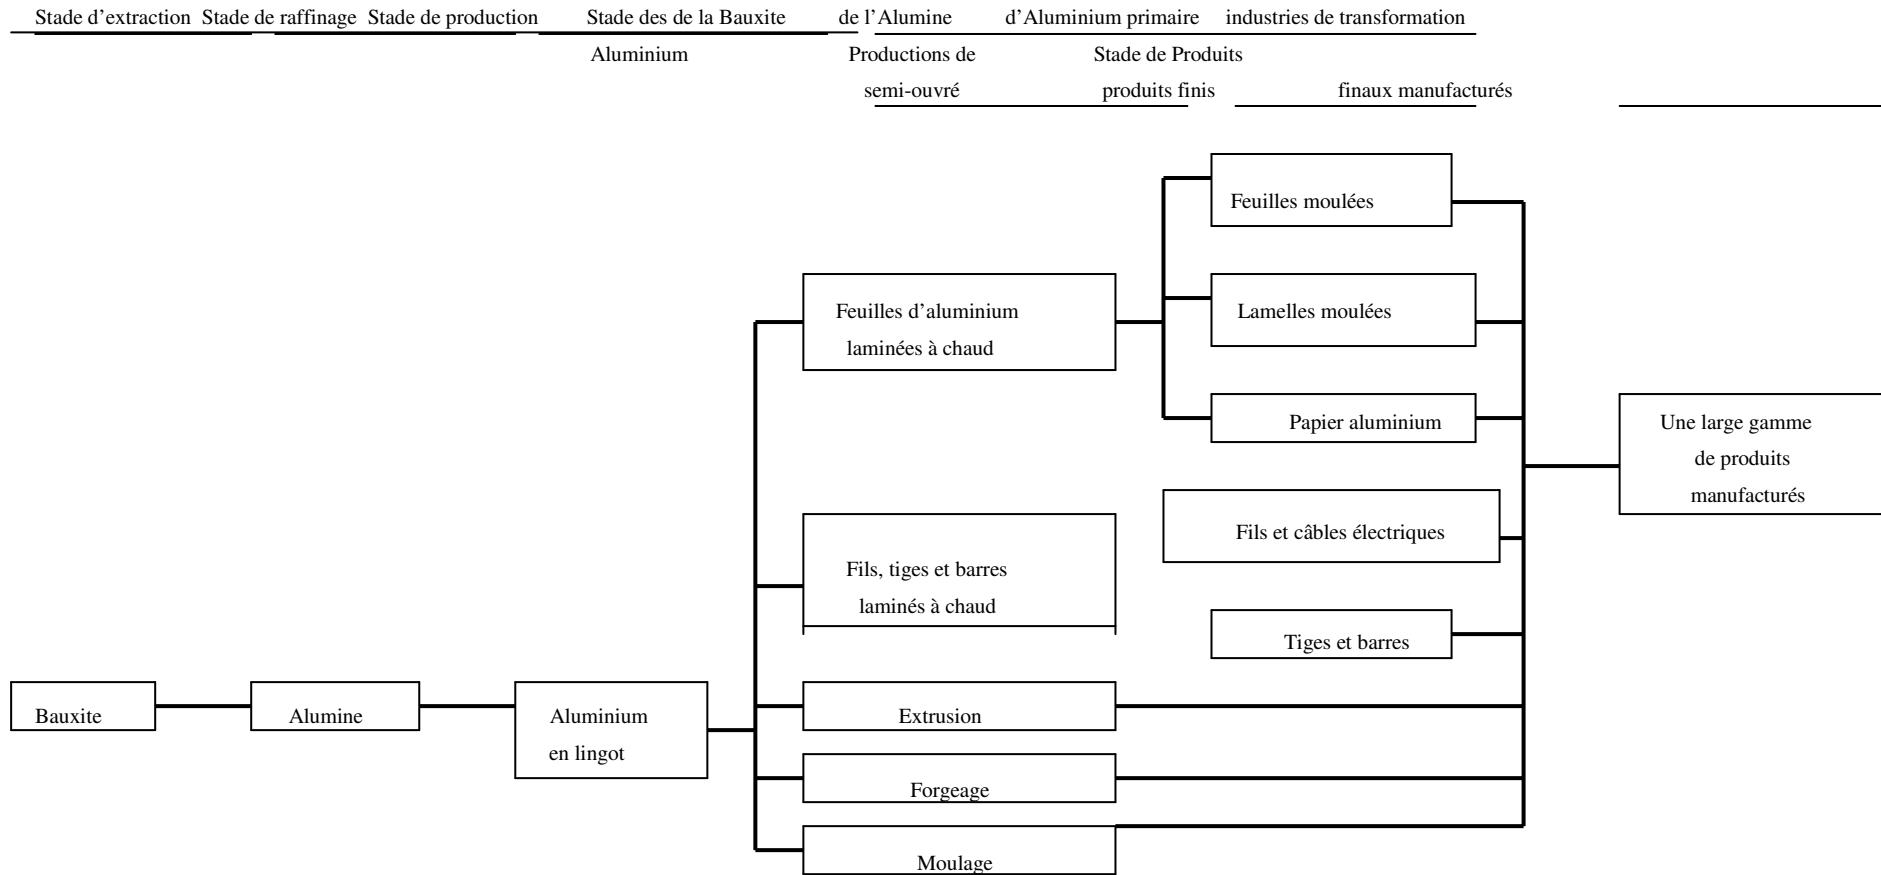 Stade d’extraction Stade de raffinage Stade de production Stade des de la Bauxite de l’Alumine d’Aluminium primaire industries de transformation
Aluminium Productions de Stade de Produits
semi-ouvré produits finis finaux manufacturés
Feuilles moulées
Feuilles d’aluminium
laminées à chaud
Lamelles moulées
Papier aluminium
Une large gamme
de produits
manufacturés
Fils et câbles électriques
Fils, tiges et barres
laminés à chaud
Tiges et barres
Bauxite
Alumine
Aluminium
en lingot
Extrusion
Forgeage
Moulage